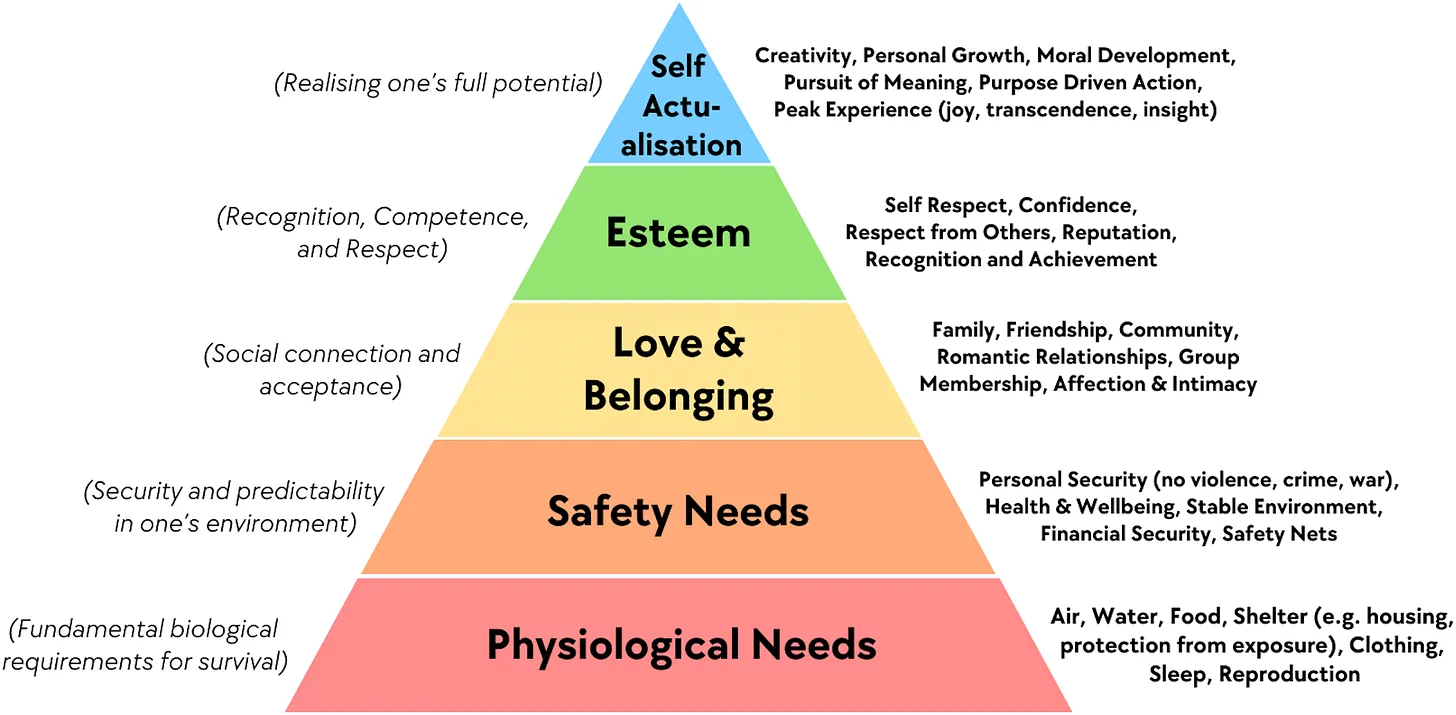 (Realising one's full potential)
Self
Actu-
alisation
Creativity, Personal Growth, Moral Development,
Pursuit of Meaning, Purpose Driven Action,
Peak Experience (joy, transcendence, insight)
(Recognition, Competence,
and Respect)
Esteem
Self Respect, Confidence,
Respect from Others, Reputation,
Recognition and Achievement
(Social connection and
acceptance)
Love &
Belonging
Family, Friendship, Community,
Romantic Relationships, Group
Membership, Affection & Intimacy
(Security and predictability
in one's environment)
Safety Needs
Personal Security (no violence, crime, war),
Health & Wellbeing, Stable Environment,
Financial Security, Safety Nets
(Fundamental biological
requirements for survival)
Physiological Needs
Air, Water, Food, Shelter (e.g. housing,
protection from exposure), Clothing,
Sleep, Reproduction